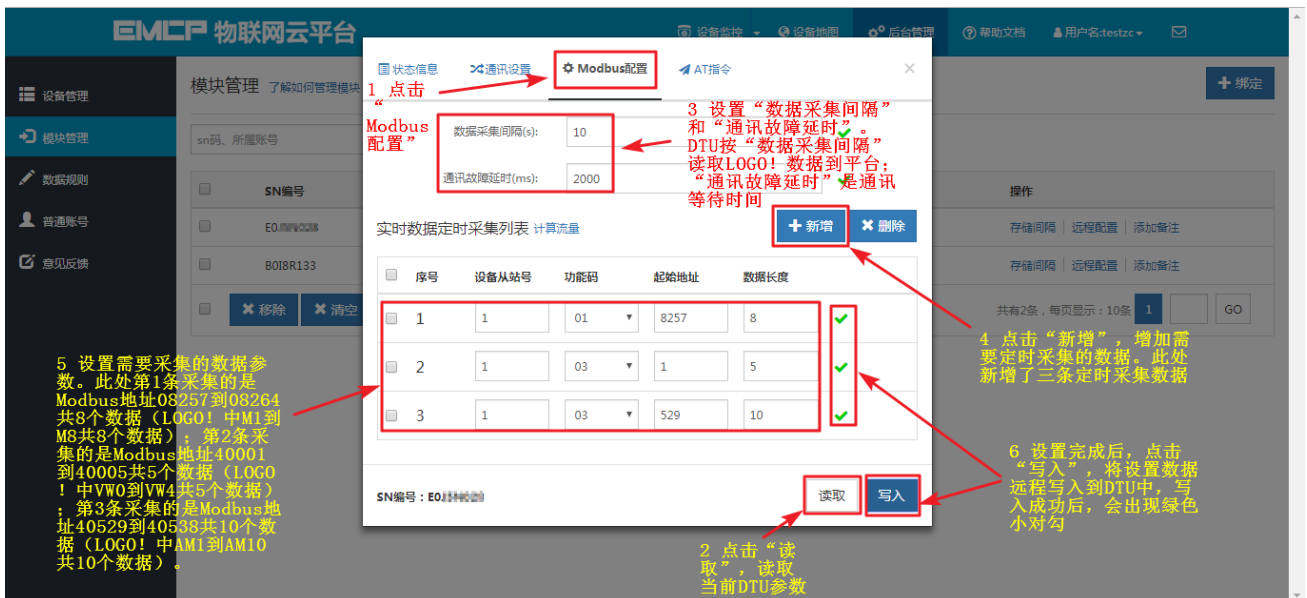 EMCP 物联网云平台
设备监控 设备地图 后台管理 帮助文档 用户名:testzc
状态信息 通讯设置 Modbus配置 AT指令 ×
设备管理
模块管理
数据规则
普通账号
意见反馈
模块管理 了解如何管理模块
绑定
sn码、所属账号
SN编号 操作
存储间隔 远程配置 添加备注
B0I8R133 存储间隔 远程配置 添加备注
移除 清空 共有2条，每页显示：10条 1 GO
1 点击
“
Modbus
配置”
数据采集间隔(s): 10
通讯故障延时(ms): 2000
3 设置“数据采集间隔”
和“通讯故障延时”。
DTU按“数据采集间隔”
读取LOGO！数据到平台；
“通讯故障延时”是通讯
等待时间
实时数据定时采集列表 计算流量 新增 删除
序号 设备从站号 功能码 起始地址 数据长度
1 1 01 8257 8
2 1 03 1 5
3 1 03 529 10
SN编号：
读取 写入
4 点击“新增”，增加需
要定时采集的数据。此处
新增了三条定时采集数据
5 设置需要采集的数据参
数。此处第1条采集的是
Modbus地址08257到08264
共8个数据（LOGO！中M1到
M8共8个数据）；第2条采
集的是Modbus地址40001
到40005共5个数据（LOGO
！中VW0到VW4共5个数据）
；第3条采集的是Modbus地
址40529到40538共10个数
据（LOGO！中AM1到AM10
共10个数据）。
6 设置完成后，点击
“写入”，将设置数据
远程写入到DTU中，写
入成功后，会出现绿色
小对勾
2 点击“读
取”，读取
当前DTU参数